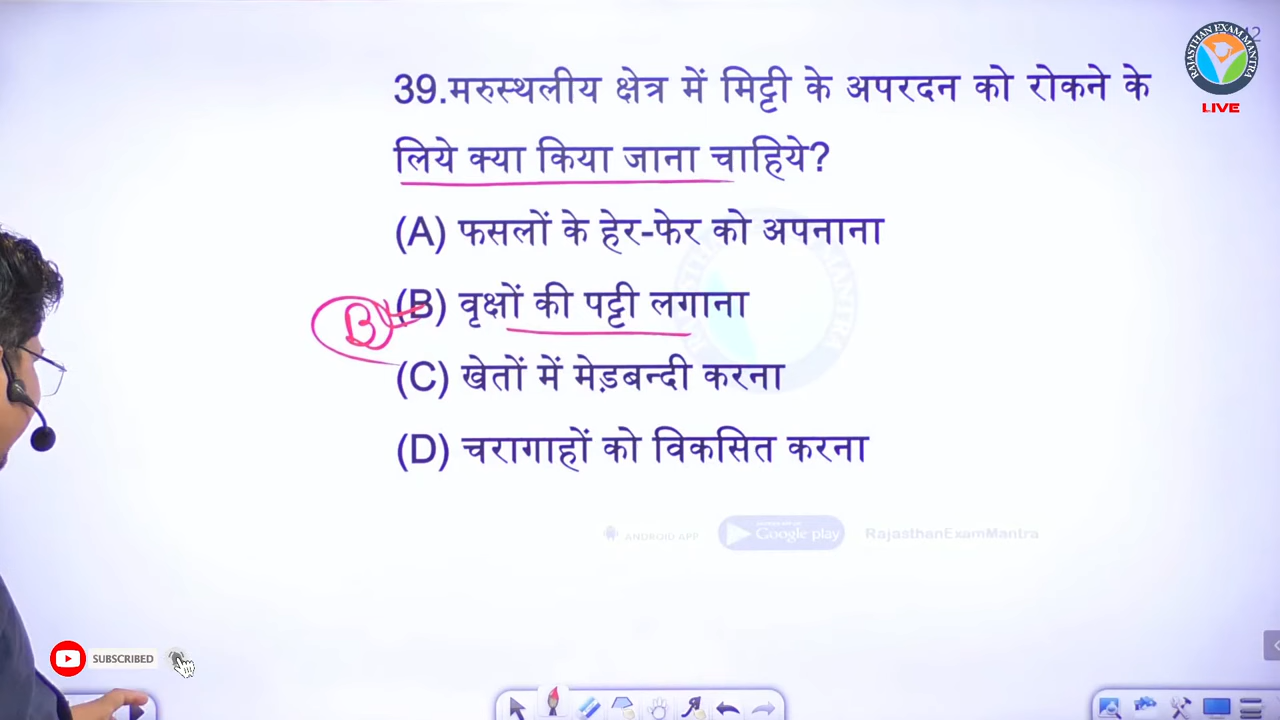 RAJASTHAN EXAM MANTRA
LIVE
39.मरुस्थलीय क्षेत्र में मिट्टी के अपरदन को रोकने के
लिये क्या किया जाना चाहिये?
(A) फसलों के हेर-फेर को अपनाना
(B) वृक्षों की पट्टी लगाना
B
(C) खेतों में मेड़बन्दी करना
(D) चरागाहों को विकसित करना
ANDROID APP Google play RajasthanExamMantra
SUBSCRIBED